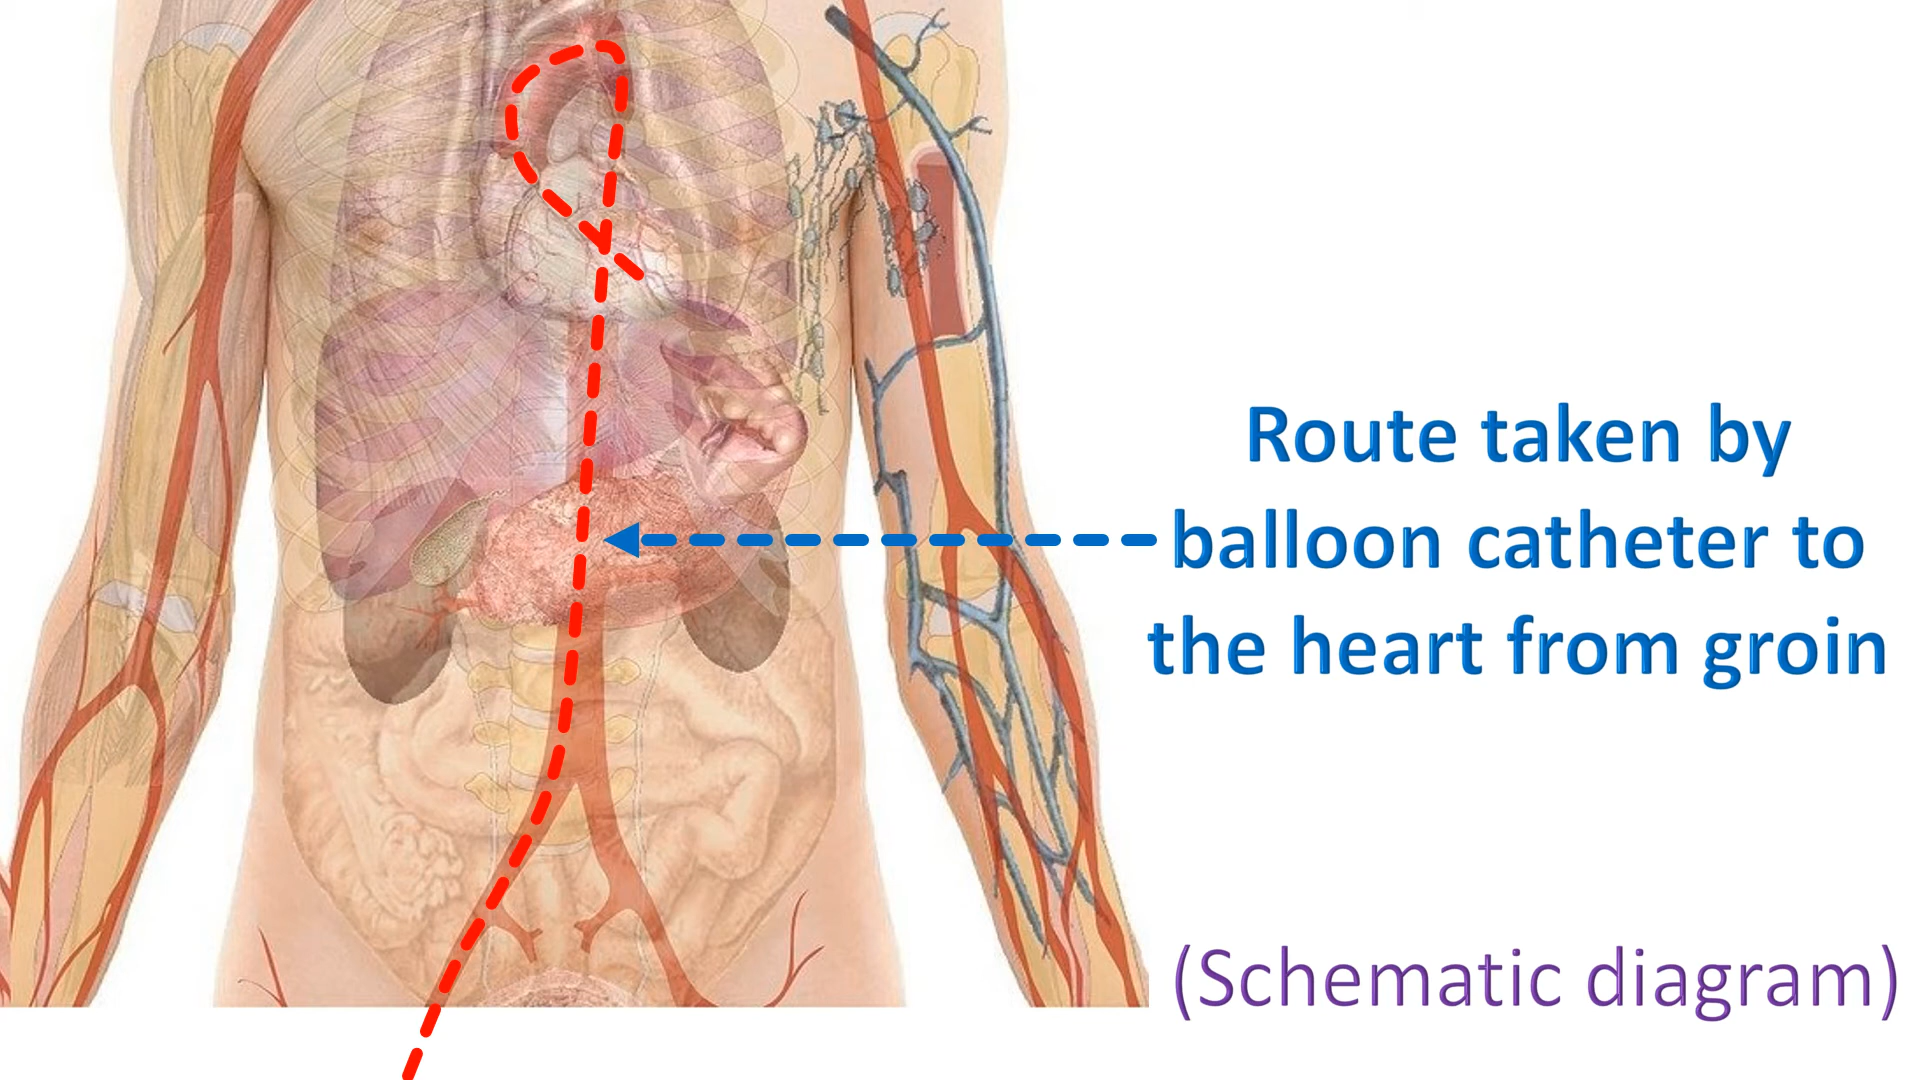 Route taken by
balloon catheter to
the heart from groin
(Schematic diagram)